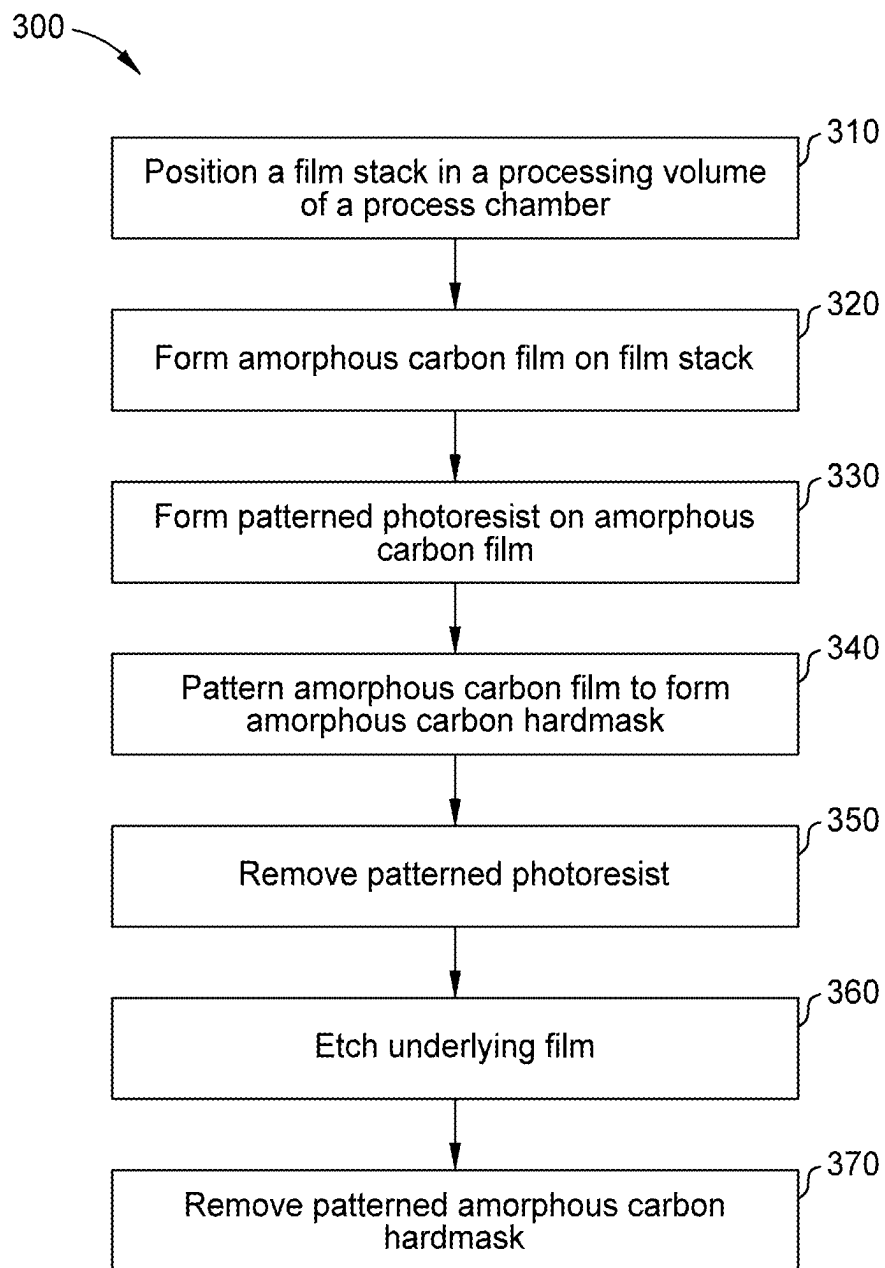 300
310
Position a film stack in a processing volume
of a process chamber
320
Form amorphous carbon film on film stack
330
Form patterned photoresist on amorphous
carbon film
340
Pattern amorphous carbon film to form
amorphous carbon hardmask
350
Remove patterned photoresist
360
Etch underlying film
370
Remove patterned amorphous carbon
hardmask